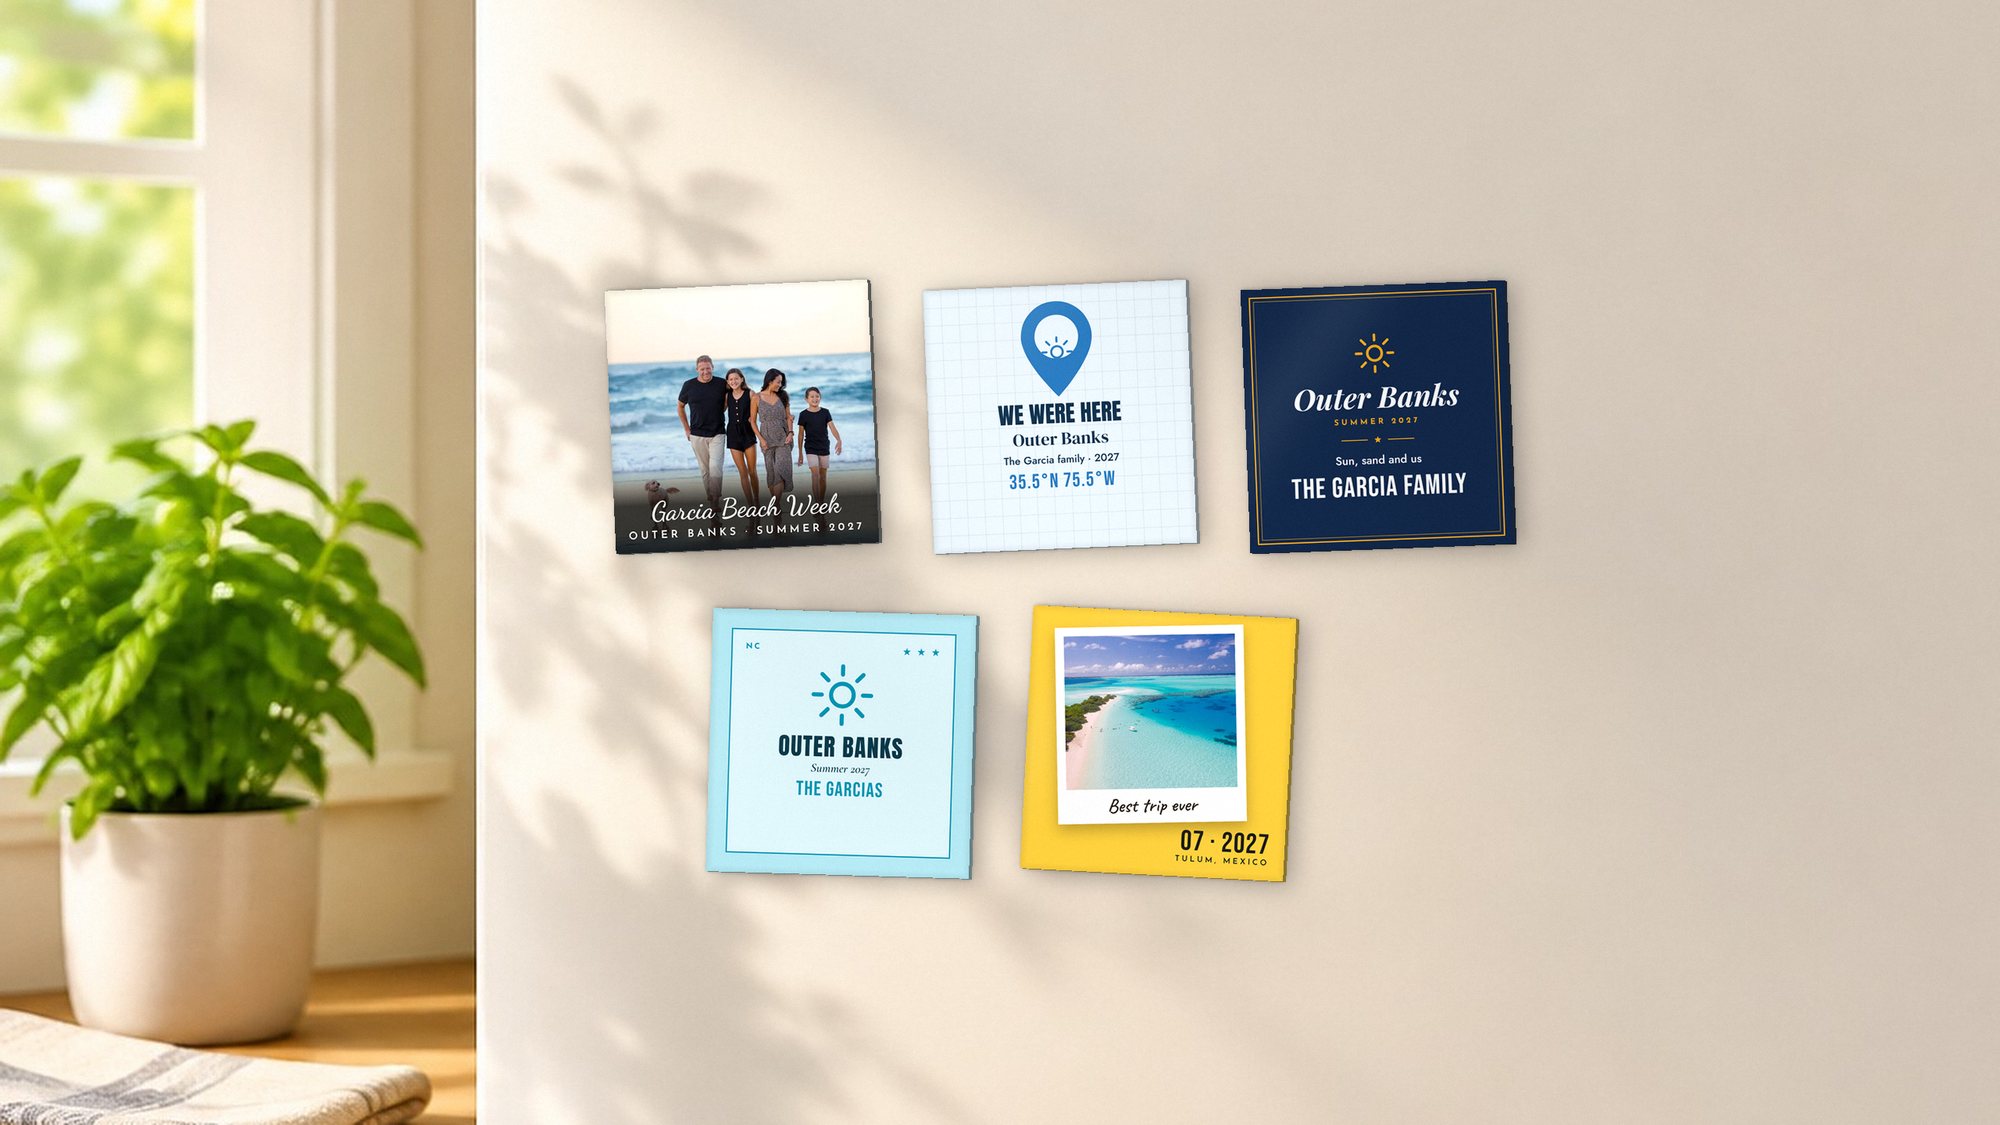 Garcia Beach Week
OUTER BANKS · SUMMER 2027
WE WERE HERE
Outer Banks
The Garcia family · 2027
35.5°N 75.5°W
Outer Banks
SUMMER 2027
Sun, sand and us
THE GARCIA FAMILY
NC
OUTER BANKS
Summer 2027
THE GARCIAS
Best trip ever
07 · 2027
TULUM, MEXICO